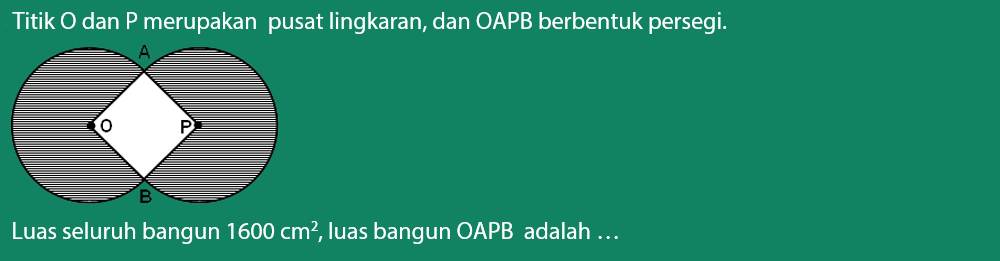 Titik O dan P merupakan pusat lingkaran, dan OAPB berbentuk persegi.
A
O P
B
Luas seluruh bangun 1600 cm², luas bangun OAPB adalah …